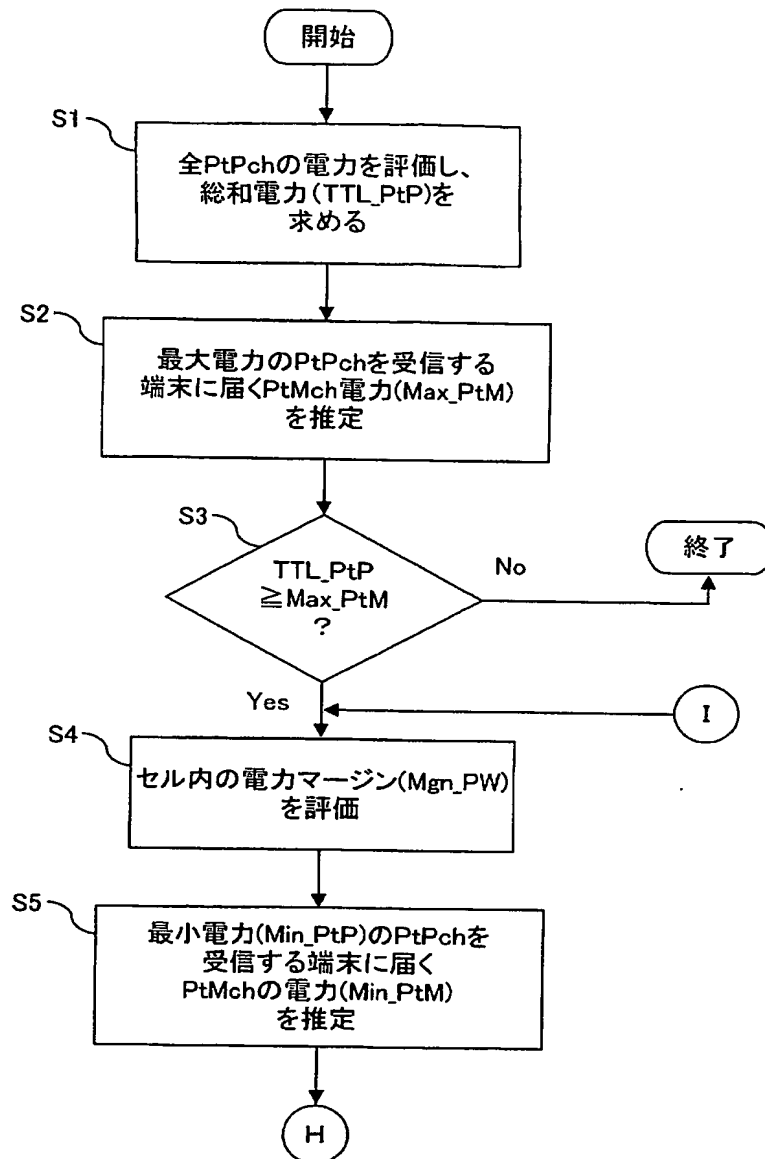 開始
S1
全PtPchの電力を評価し、
総和電力(TTL_PtP)を
求める
S2
最大電力のPtPchを受信する
端末に届くPtMch電力(Max_PtM)
を推定
S3
TTL_PtP
≧Max_PtM
?
No
終了
Yes
I
S4
セル内の電力マージン(Mgn_PW)
を評価
S5
最小電力(Min_PtP)のPtPchを
受信する端末に届く
PtMchの電力(Min_PtM)
を推定
H